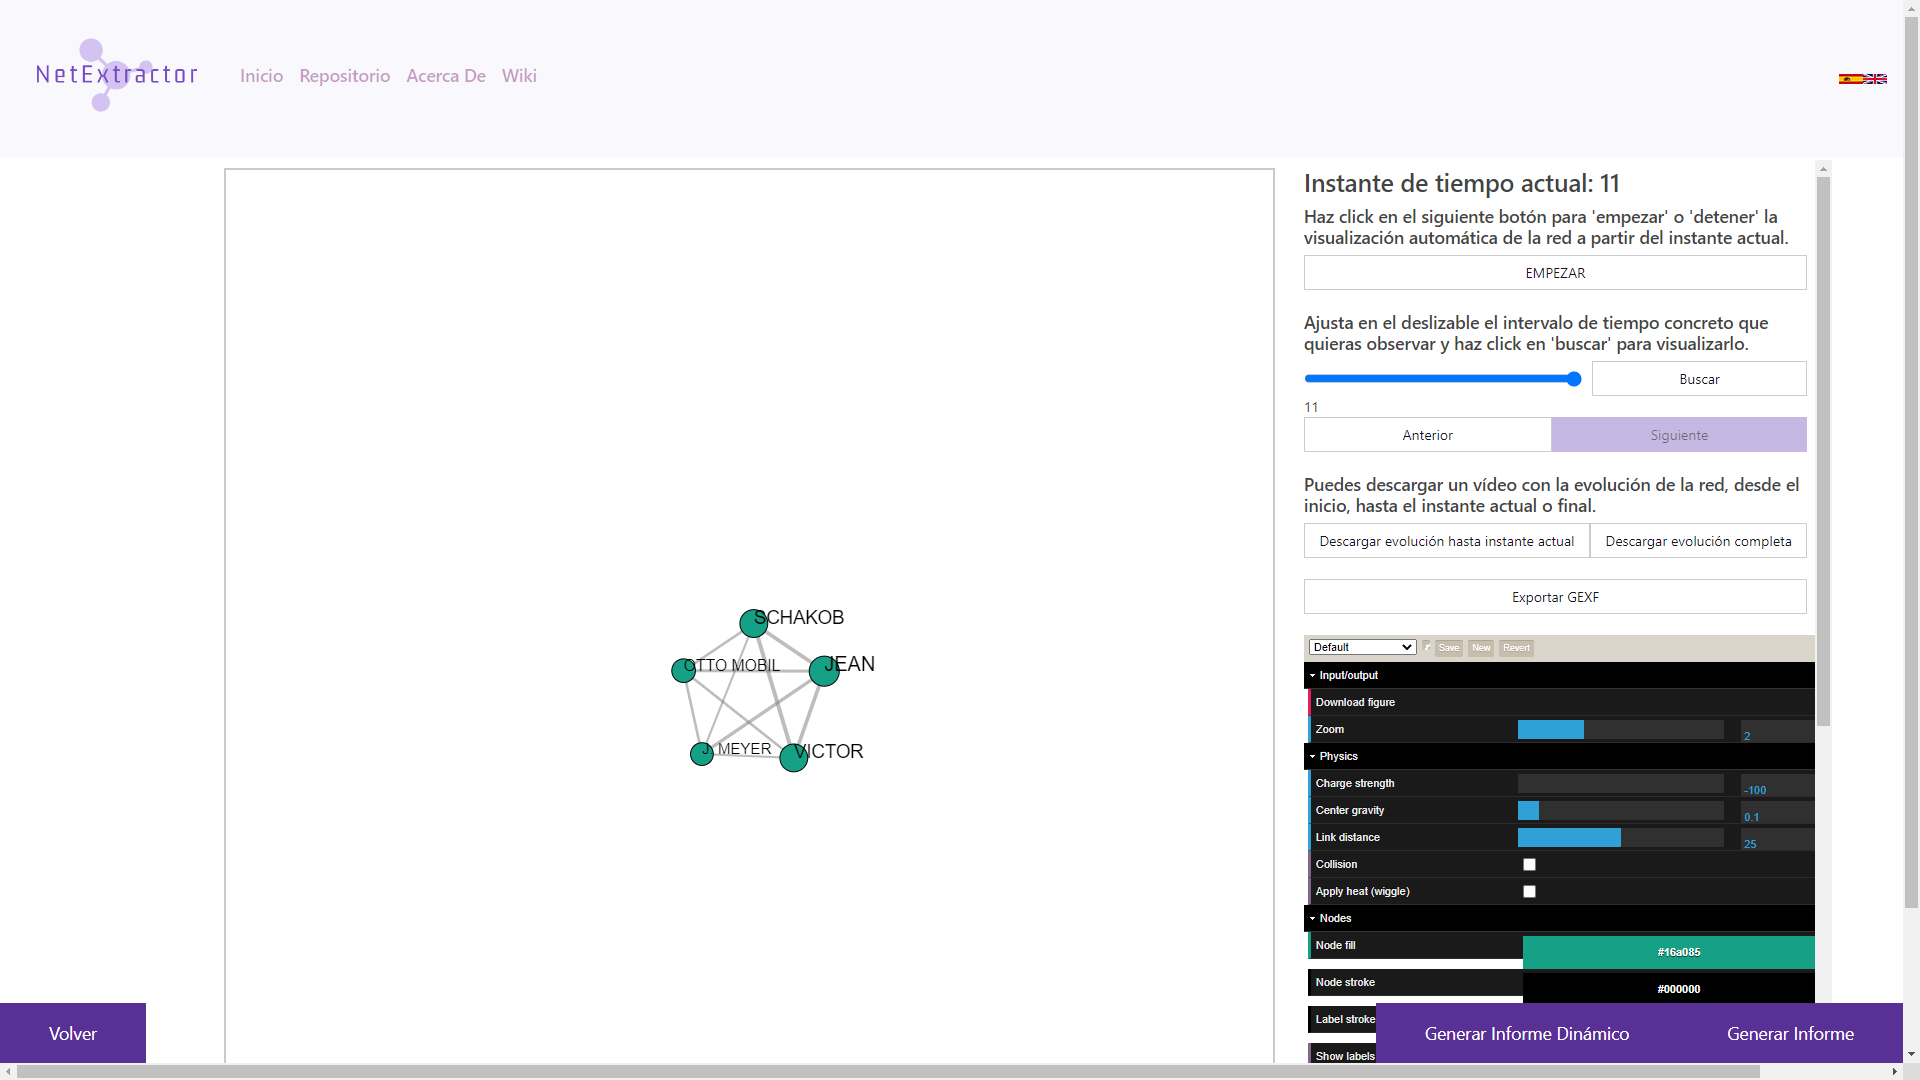 NetExtractor
Inicio Repositorio Acerca De Wiki
SCHAKOB
OTTO MOBIL
JEAN
J. MEYER
VICTOR
Instante de tiempo actual: 11
Haz click en el siguiente botón para 'empezar' o 'detener' la
visualización automática de la red a partir del instante actual.
EMPEZAR
Ajusta en el deslizable el intervalo de tiempo concreto que
quieras observar y haz click en 'buscar' para visualizarlo.
Buscar
11
Anterior Siguiente
Puedes descargar un vídeo con la evolución de la red, desde el
inicio, hasta el instante actual o final.
Descargar evolución hasta instante actual Descargar evolución completa
Exportar GEXF
Default Save New Revert
Input/output
Download figure
Zoom 2
Physics
Charge strength -100
Center gravity 0.1
Link distance 25
Collision
Apply heat (wiggle)
Nodes
Node fill #16a085
Node stroke #000000
Label stroke
Show labels
Volver
Generar Informe Dinámico Generar Informe